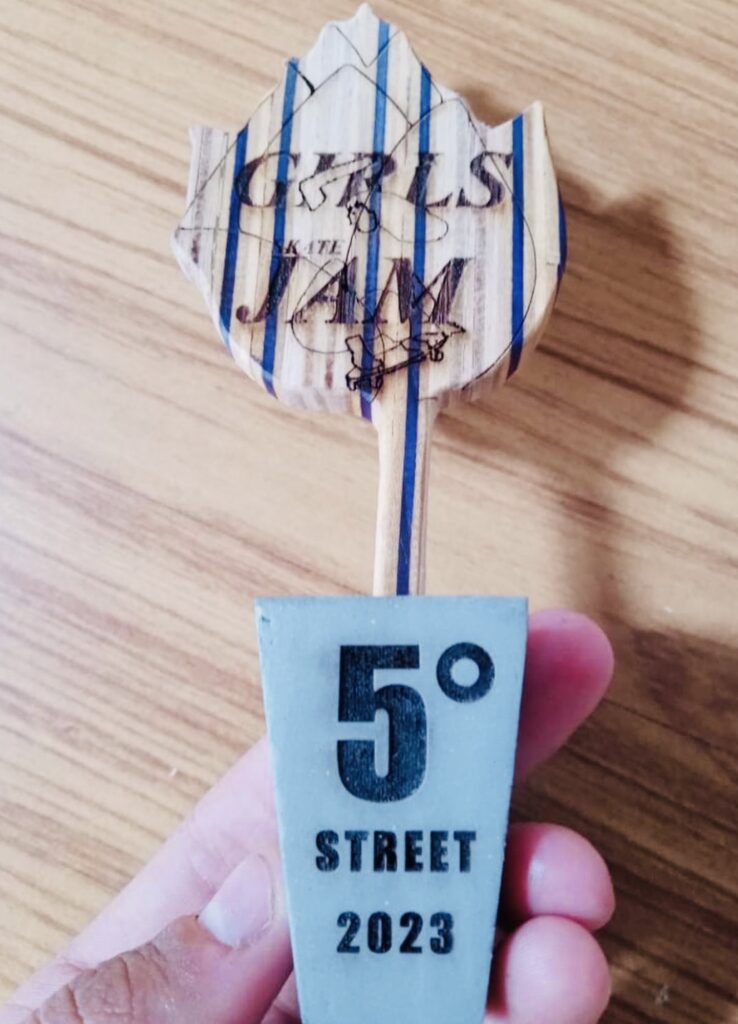 GIRLS
SKATE
JAM
5°
STREET
2023